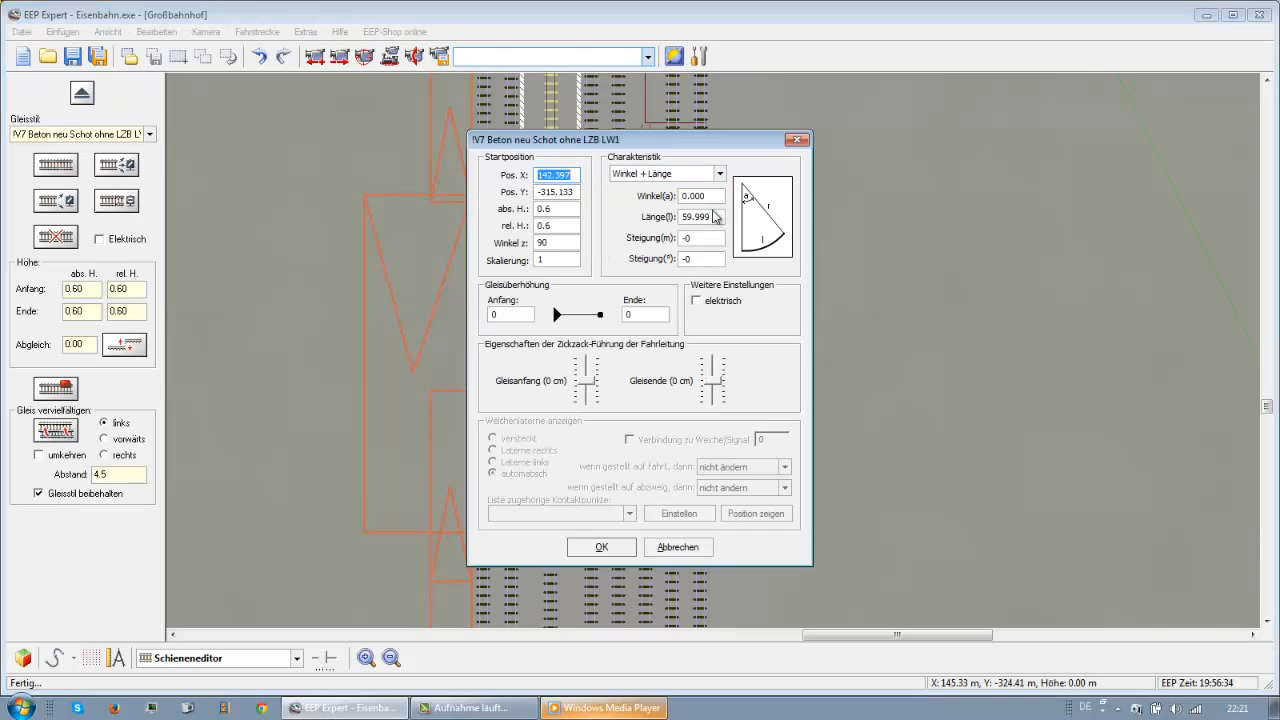 EEP Expert - Eisenbahn.exe - [Großbahnhof]
Datei Einfügen Ansicht Bearbeiten Kamera Fahrstrecke Extras Hilfe EEP-Shop online
Gleisstil:
!V7 Beton neu Schot ohne LZB L
Elektrisch
Höhe:
abs. H. rel. H.
Anfang: 0.60 0.60
Ende: 0.60 0.60
Abgleich: 0.00
Gleis vervielfältigen:
links
vorwärts
umkehren rechts
Abstand: 4.5
Gleisstil beibehalten
!V7 Beton neu Schot ohne LZB LW1
Startposition
Pos. X: 142.397
Pos. Y: -315.133
abs. H.: 0.6
rel. H.: 0.6
Winkel z: 90
Skalierung: 1
Charakteristik
Winkel + Länge
Winkel(a): 0.000
Länge(l): 59.999
Steigung(m): -0
Steigung(°): -0
a
r
l
Gleisüberhöhung
Anfang: Ende:
0 0
Weitere Einstellungen
elektrisch
Eigenschaften der Zickzack-Führung der Fahrleitung
Gleisanfang (0 cm) Gleisende (0 cm)
Weichenlaterne anzeigen
versteckt
Laterne rechts
Laterne links
automatisch
Verbindung zu Weiche/Signal 0
wenn gestellt auf fahrt, dann: nicht ändern
wenn gestellt auf abzweig, dann: nicht ändern
Liste zugehörige Kontaktpunkte:
Einstellen Position zeigen
OK Abbrechen
Schieneneditor
Fertig... X: 145.33 m, Y: -324.41 m, Höhe: 0.00 m EEP Zeit: 19:56:34
EEP Expert - Eisenba... Aufnahme läuft... Windows Media Player DE 22:21